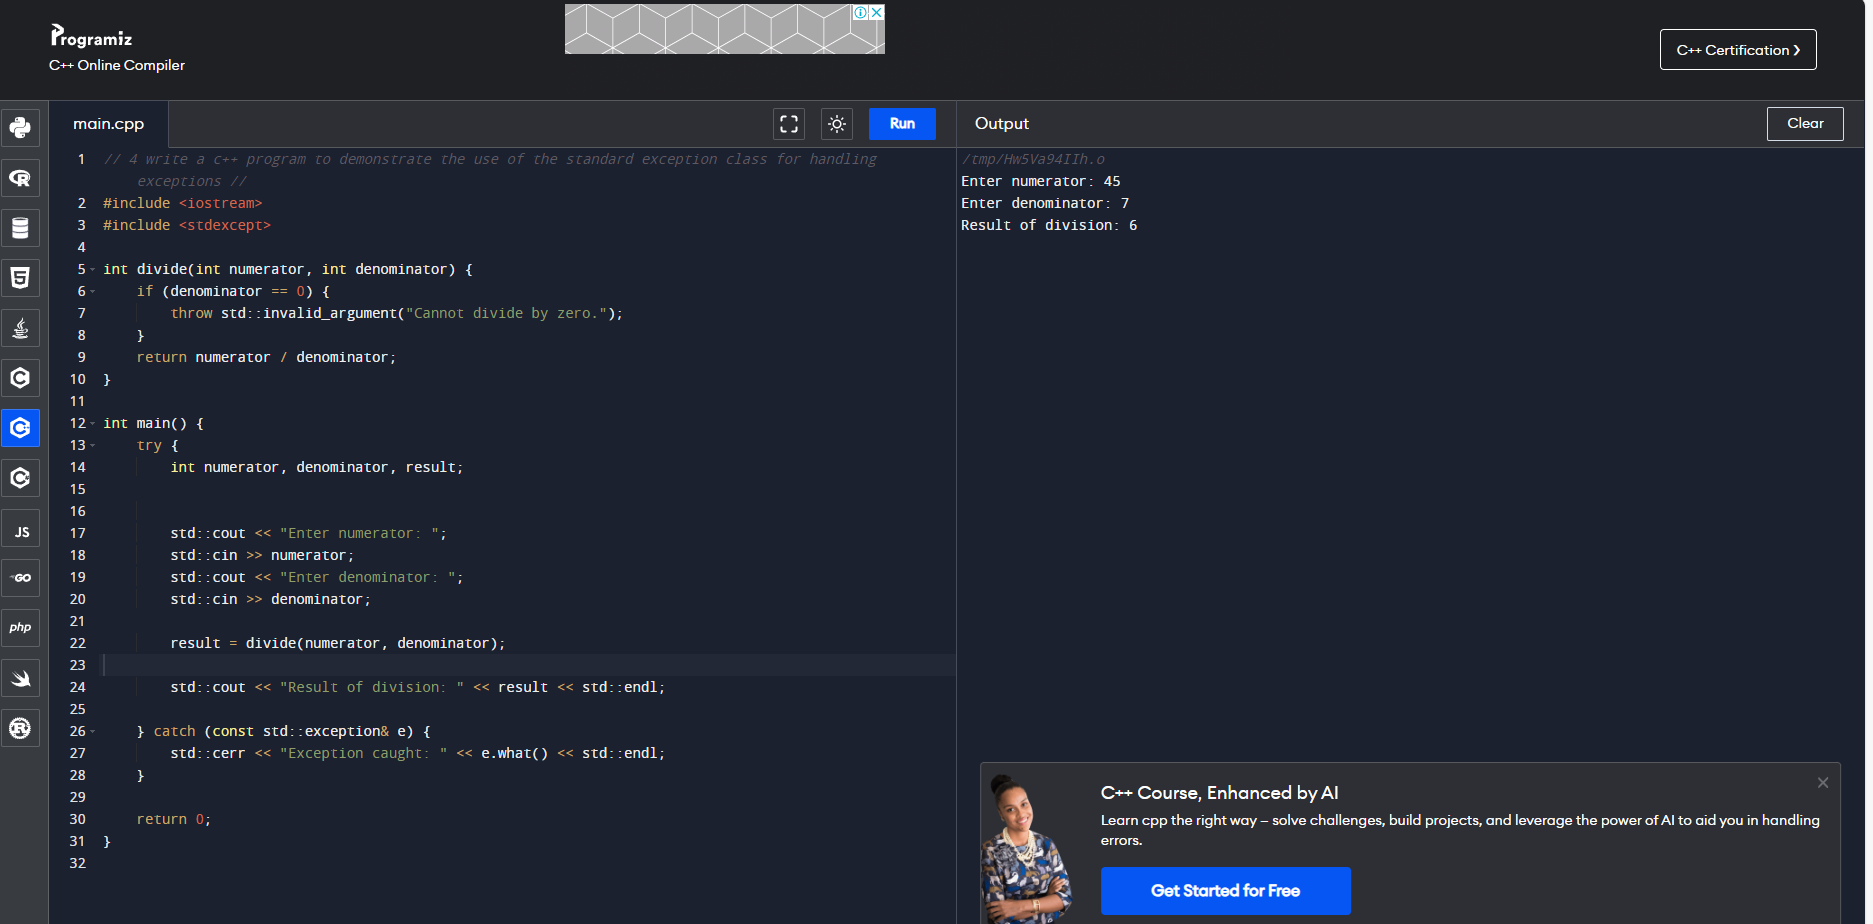 Programiz
C++ Online Compiler
C++ Certification ❯
main.cpp
Run
Output
Clear
1 // 4 write a c++ program to demonstrate the use of the standard exception class for handling
exceptions //
2 #include <iostream>
3 #include <stdexcept>
4
5 int divide(int numerator, int denominator) {
6     if (denominator == 0) {
7         throw std::invalid_argument("Cannot divide by zero.");
8     }
9     return numerator / denominator;
10 }
11
12 int main() {
13     try {
14         int numerator, denominator, result;
15
16
17         std::cout << "Enter numerator: ";
18         std::cin >> numerator;
19         std::cout << "Enter denominator: ";
20         std::cin >> denominator;
21
22         result = divide(numerator, denominator);
23
24         std::cout << "Result of division: " << result << std::endl;
25
26     } catch (const std::exception& e) {
27         std::cerr << "Exception caught: " << e.what() << std::endl;
28     }
29
30     return 0;
31 }
32
/tmp/Hw5Va94IIh.o
Enter numerator: 45
Enter denominator: 7
Result of division: 6
JS
GO
php
C++ Course, Enhanced by AI
Learn cpp the right way – solve challenges, build projects, and leverage the power of AI to aid you in handling
errors.
Get Started for Free